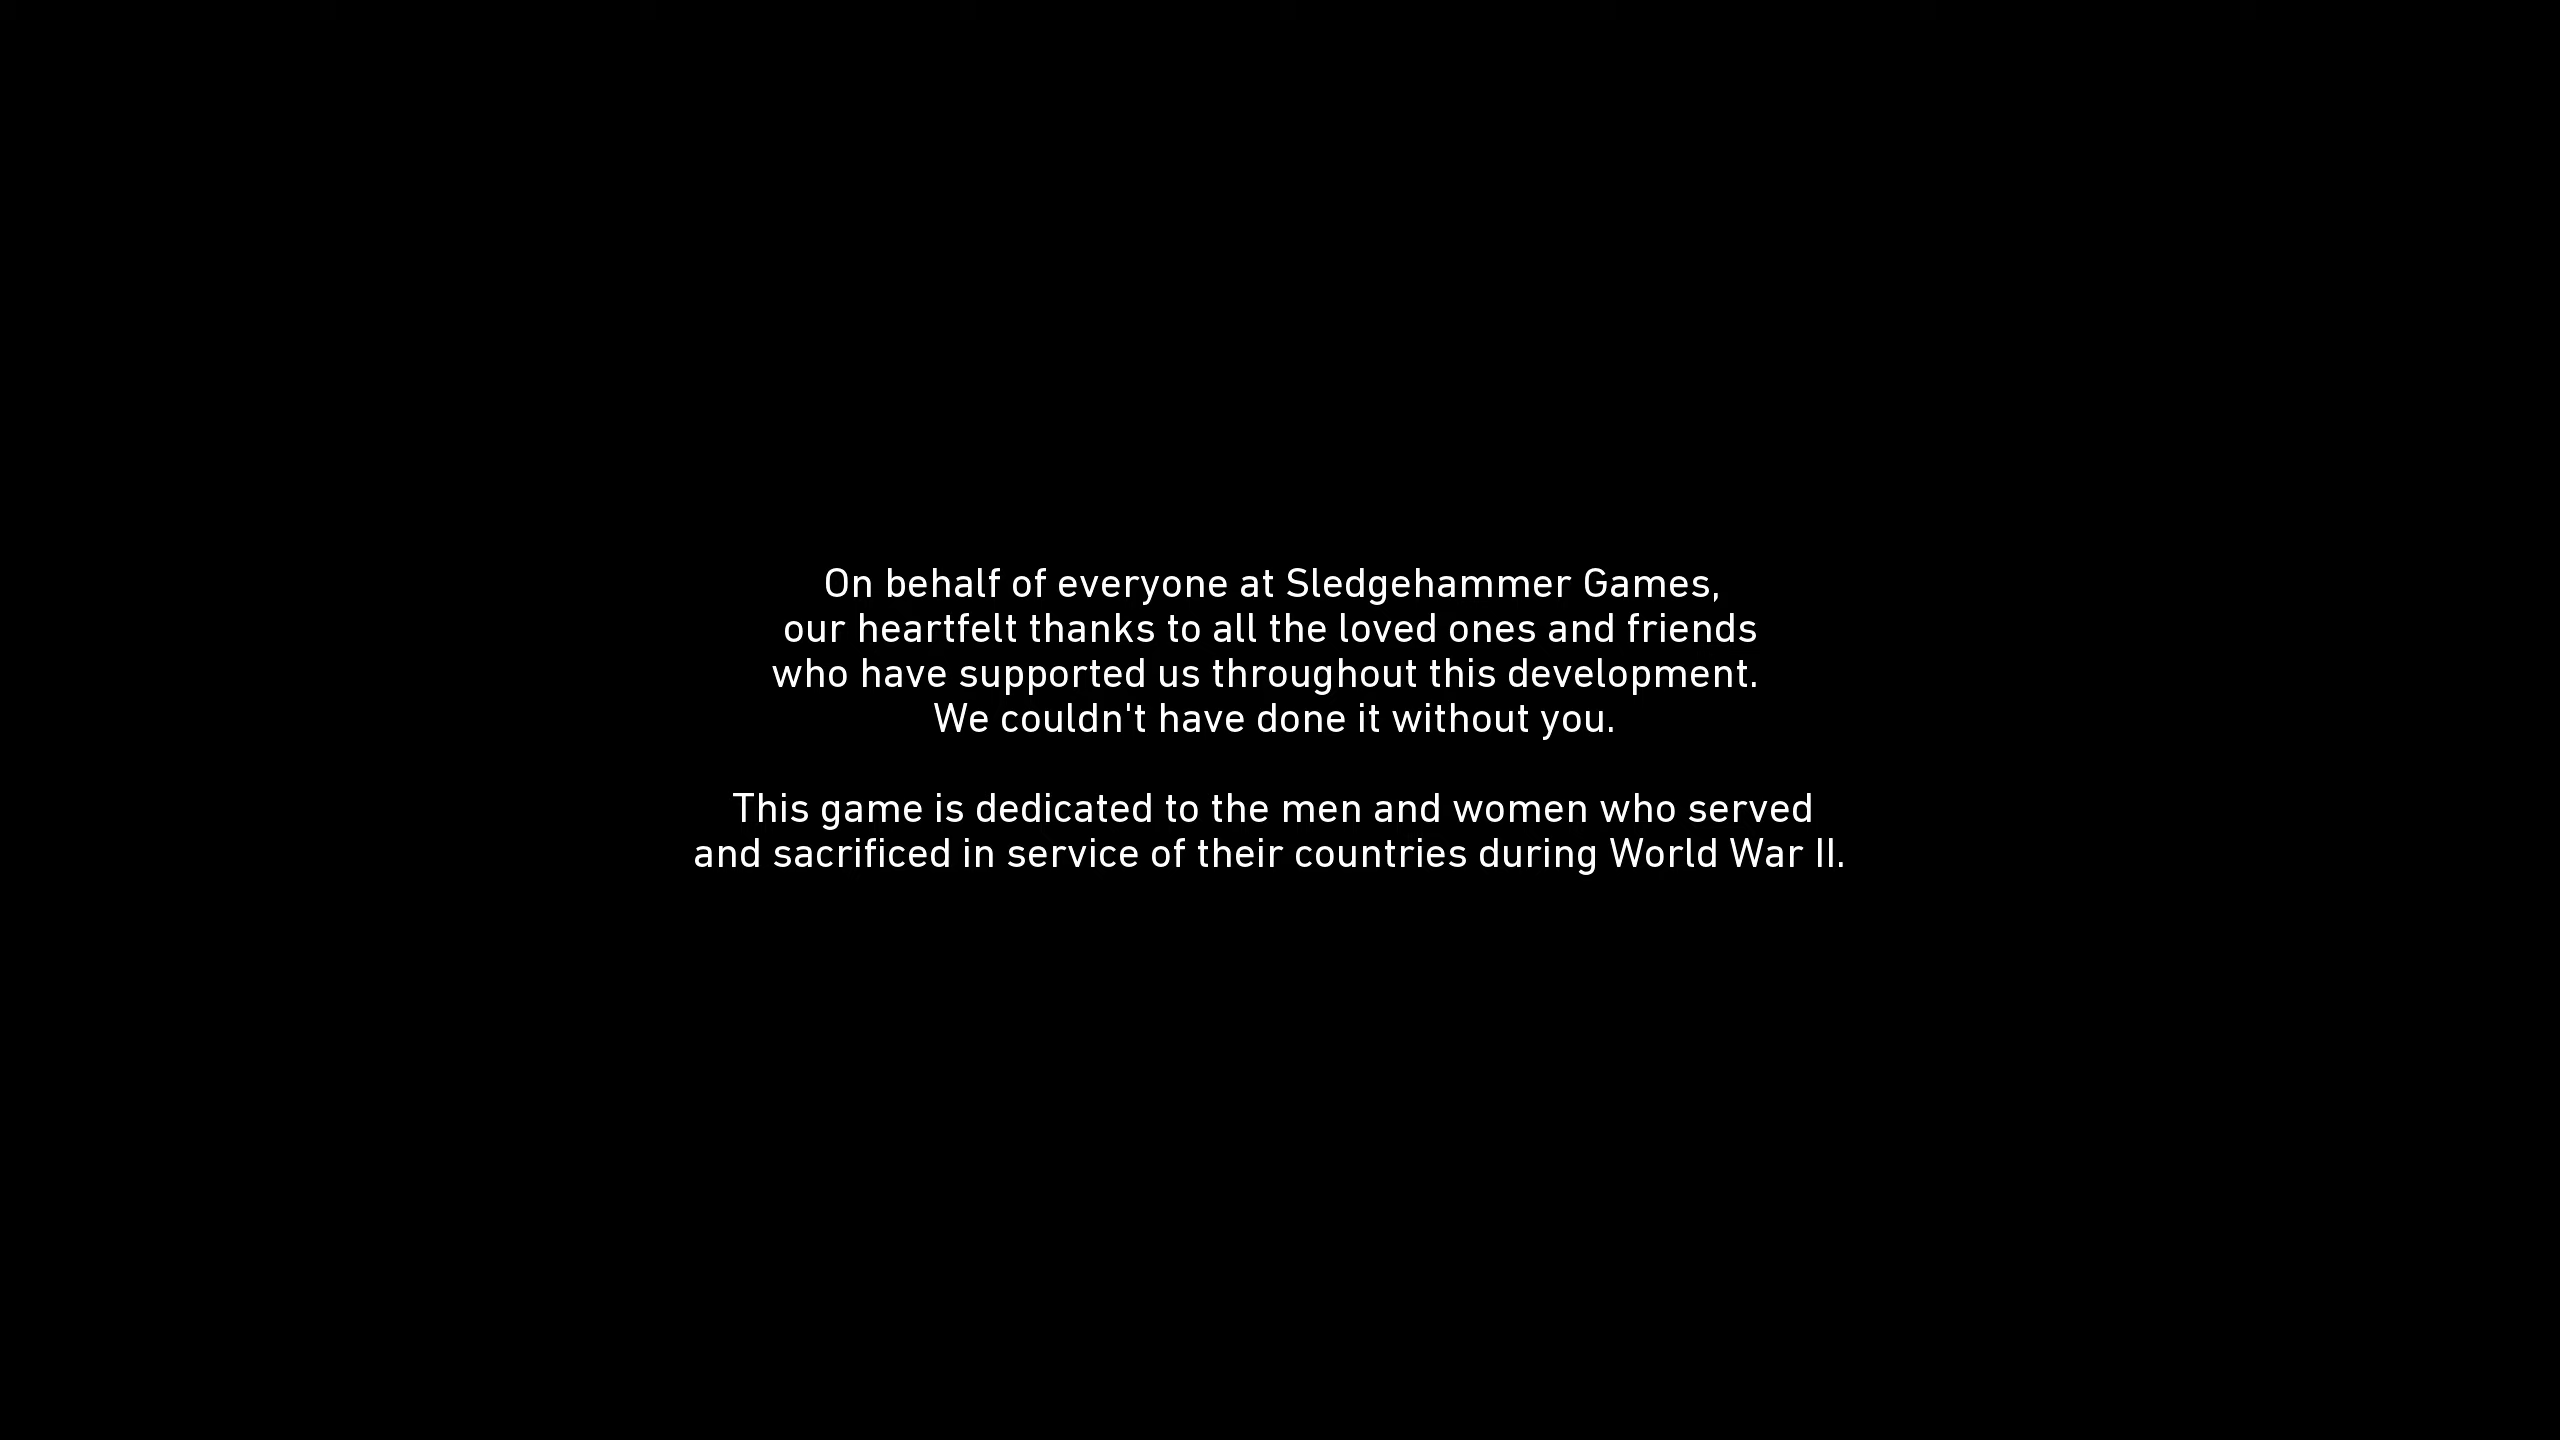 On behalf of everyone at Sledgehammer Games,
our heartfelt thanks to all the loved ones and friends
who have supported us throughout this development.
We couldn't have done it without you.
This game is dedicated to the men and women who served
and sacrificed in service of their countries during World War II.